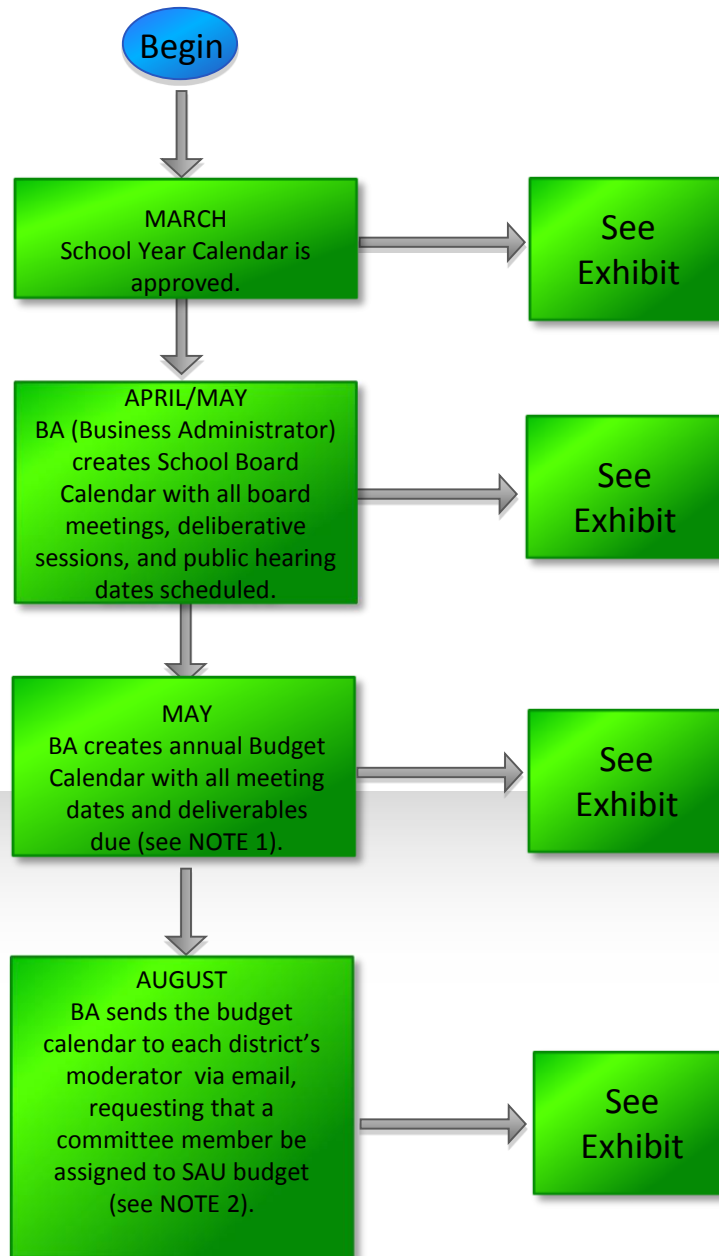 Begin
MARCH
School Year Calendar is
approved.
See
Exhibit
APRIL/MAY
BA (Business Administrator)
creates School Board
Calendar with all board
meetings, deliberative
sessions, and public hearing
dates scheduled.
See
Exhibit
MAY
BA creates annual Budget
Calendar with all meeting
dates and deliverables
due (see NOTE 1).
See
Exhibit
AUGUST
BA sends the budget
calendar to each district’s
moderator via email,
requesting that a
committee member be
assigned to SAU budget
(see NOTE 2).
See
Exhibit